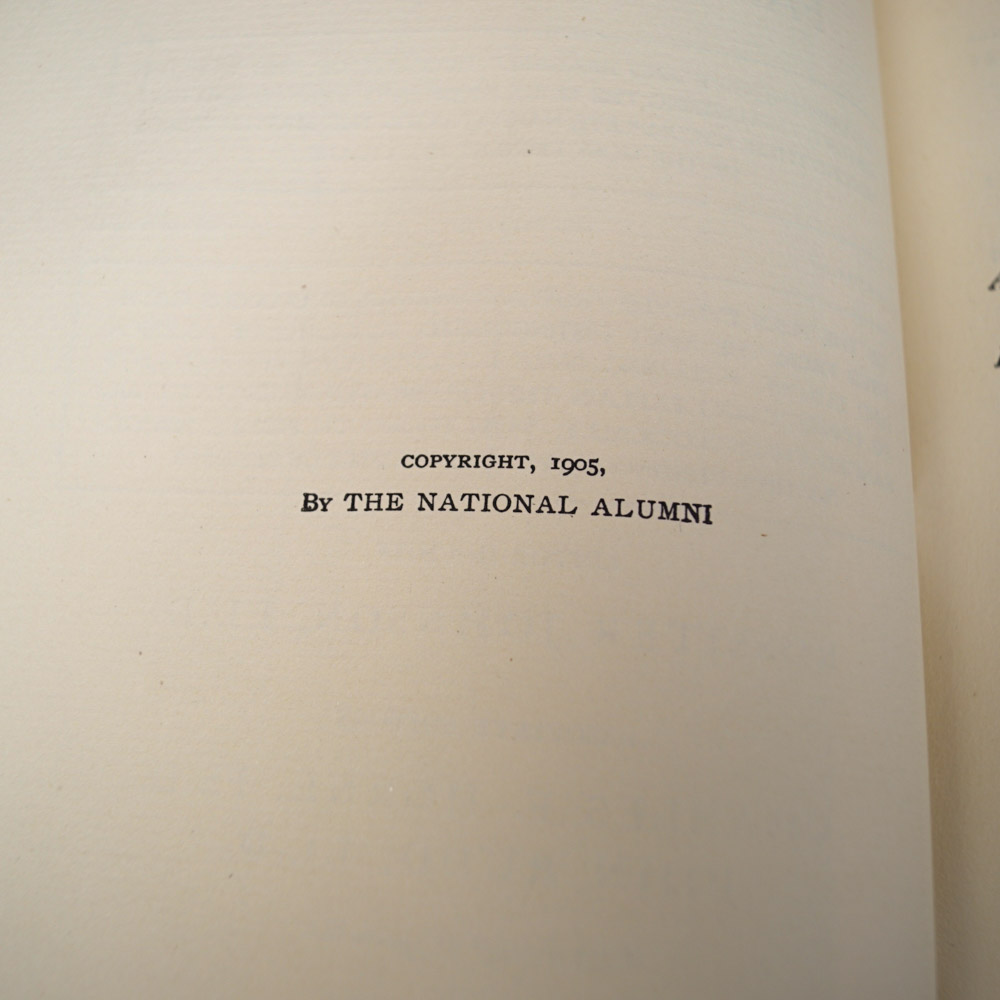 COPYRIGHT, 1905,
By THE NATIONAL ALUMNI